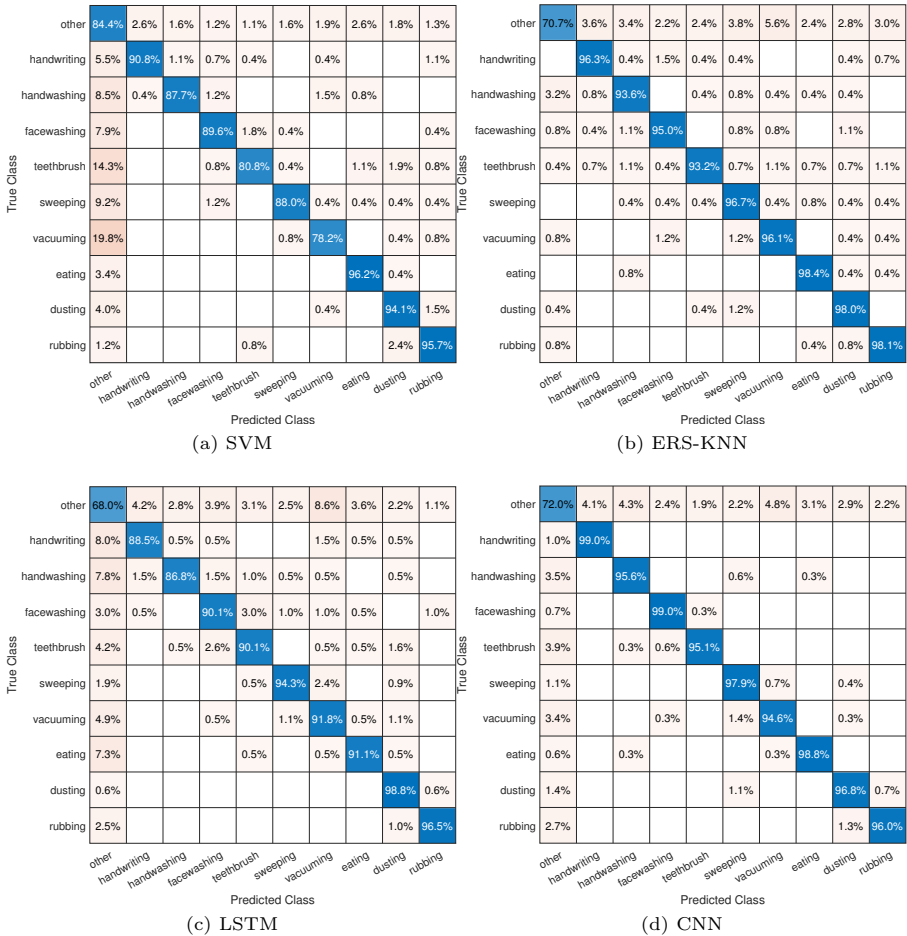 other 84.4% 2.6% 1.6% 1.2% 1.1% 1.6% 1.9% 2.6% 1.8% 1.3%
handwriting 5.5% 90.8% 1.1% 0.7% 0.4% 0.4% 1.1%
handwashing 8.5% 0.4% 87.7% 1.2% 1.5% 0.8%
facewashing 7.9% 89.6% 1.8% 0.4% 0.4%
teethbrush 14.3% 0.8% 80.8% 0.4% 1.1% 1.9% 0.8%
sweeping 9.2% 1.2% 88.0% 0.4% 0.4% 0.4% 0.4%
vacuuming 19.8% 0.8% 78.2% 0.4% 0.8%
eating 3.4% 96.2% 0.4%
dusting 4.0% 0.4% 94.1% 1.5%
rubbing 1.2% 0.8% 2.4% 95.7%
True Class
other handwriting handwashing facewashing teethbrush sweeping vacuuming eating dusting rubbing
Predicted Class
(a) SVM
other 70.7% 3.6% 3.4% 2.2% 2.4% 3.8% 5.6% 2.4% 2.8% 3.0%
handwriting 96.3% 0.4% 1.5% 0.4% 0.4% 0.4% 0.7%
handwashing 3.2% 0.8% 93.6% 0.4% 0.8% 0.4% 0.4% 0.4%
facewashing 0.8% 0.4% 1.1% 95.0% 0.8% 0.8% 1.1%
teethbrush 0.4% 0.7% 1.1% 0.4% 93.2% 0.7% 1.1% 0.7% 0.7% 1.1%
sweeping 0.4% 0.4% 0.4% 96.7% 0.4% 0.8% 0.4% 0.4%
vacuuming 0.8% 1.2% 1.2% 96.1% 0.4% 0.4%
eating 0.8% 98.4% 0.4% 0.4%
dusting 0.4% 0.4% 1.2% 98.0%
rubbing 0.8% 0.4% 0.8% 98.1%
True Class
other handwriting handwashing facewashing teethbrush sweeping vacuuming eating dusting rubbing
Predicted Class
(b) ERS-KNN
other 68.0% 4.2% 2.8% 3.9% 3.1% 2.5% 8.6% 3.6% 2.2% 1.1%
handwriting 8.0% 88.5% 0.5% 0.5% 1.5% 0.5% 0.5%
handwashing 7.8% 1.5% 86.8% 1.5% 1.0% 0.5% 0.5% 0.5%
facewashing 3.0% 0.5% 90.1% 3.0% 1.0% 1.0% 0.5% 1.0%
teethbrush 4.2% 0.5% 2.6% 90.1% 0.5% 0.5% 1.6%
sweeping 1.9% 0.5% 94.3% 2.4% 0.9%
vacuuming 4.9% 0.5% 1.1% 91.8% 0.5% 1.1%
eating 7.3% 0.5% 0.5% 91.1% 0.5%
dusting 0.6% 98.8% 0.6%
rubbing 2.5% 1.0% 96.5%
True Class
other handwriting handwashing facewashing teethbrush sweeping vacuuming eating dusting rubbing
Predicted Class
(c) LSTM
other 72.0% 4.1% 4.3% 2.4% 1.9% 2.2% 4.8% 3.1% 2.9% 2.2%
handwriting 1.0% 99.0%
handwashing 3.5% 95.6% 0.6% 0.3%
facewashing 0.7% 99.0% 0.3%
teethbrush 3.9% 0.3% 0.6% 95.1%
sweeping 1.1% 97.9% 0.7% 0.4%
vacuuming 3.4% 0.3% 1.4% 94.6% 0.3%
eating 0.6% 0.3% 0.3% 98.8%
dusting 1.4% 1.1% 96.8% 0.7%
rubbing 2.7% 1.3% 96.0%
True Class
other handwriting handwashing facewashing teethbrush sweeping vacuuming eating dusting rubbing
Predicted Class
(d) CNN